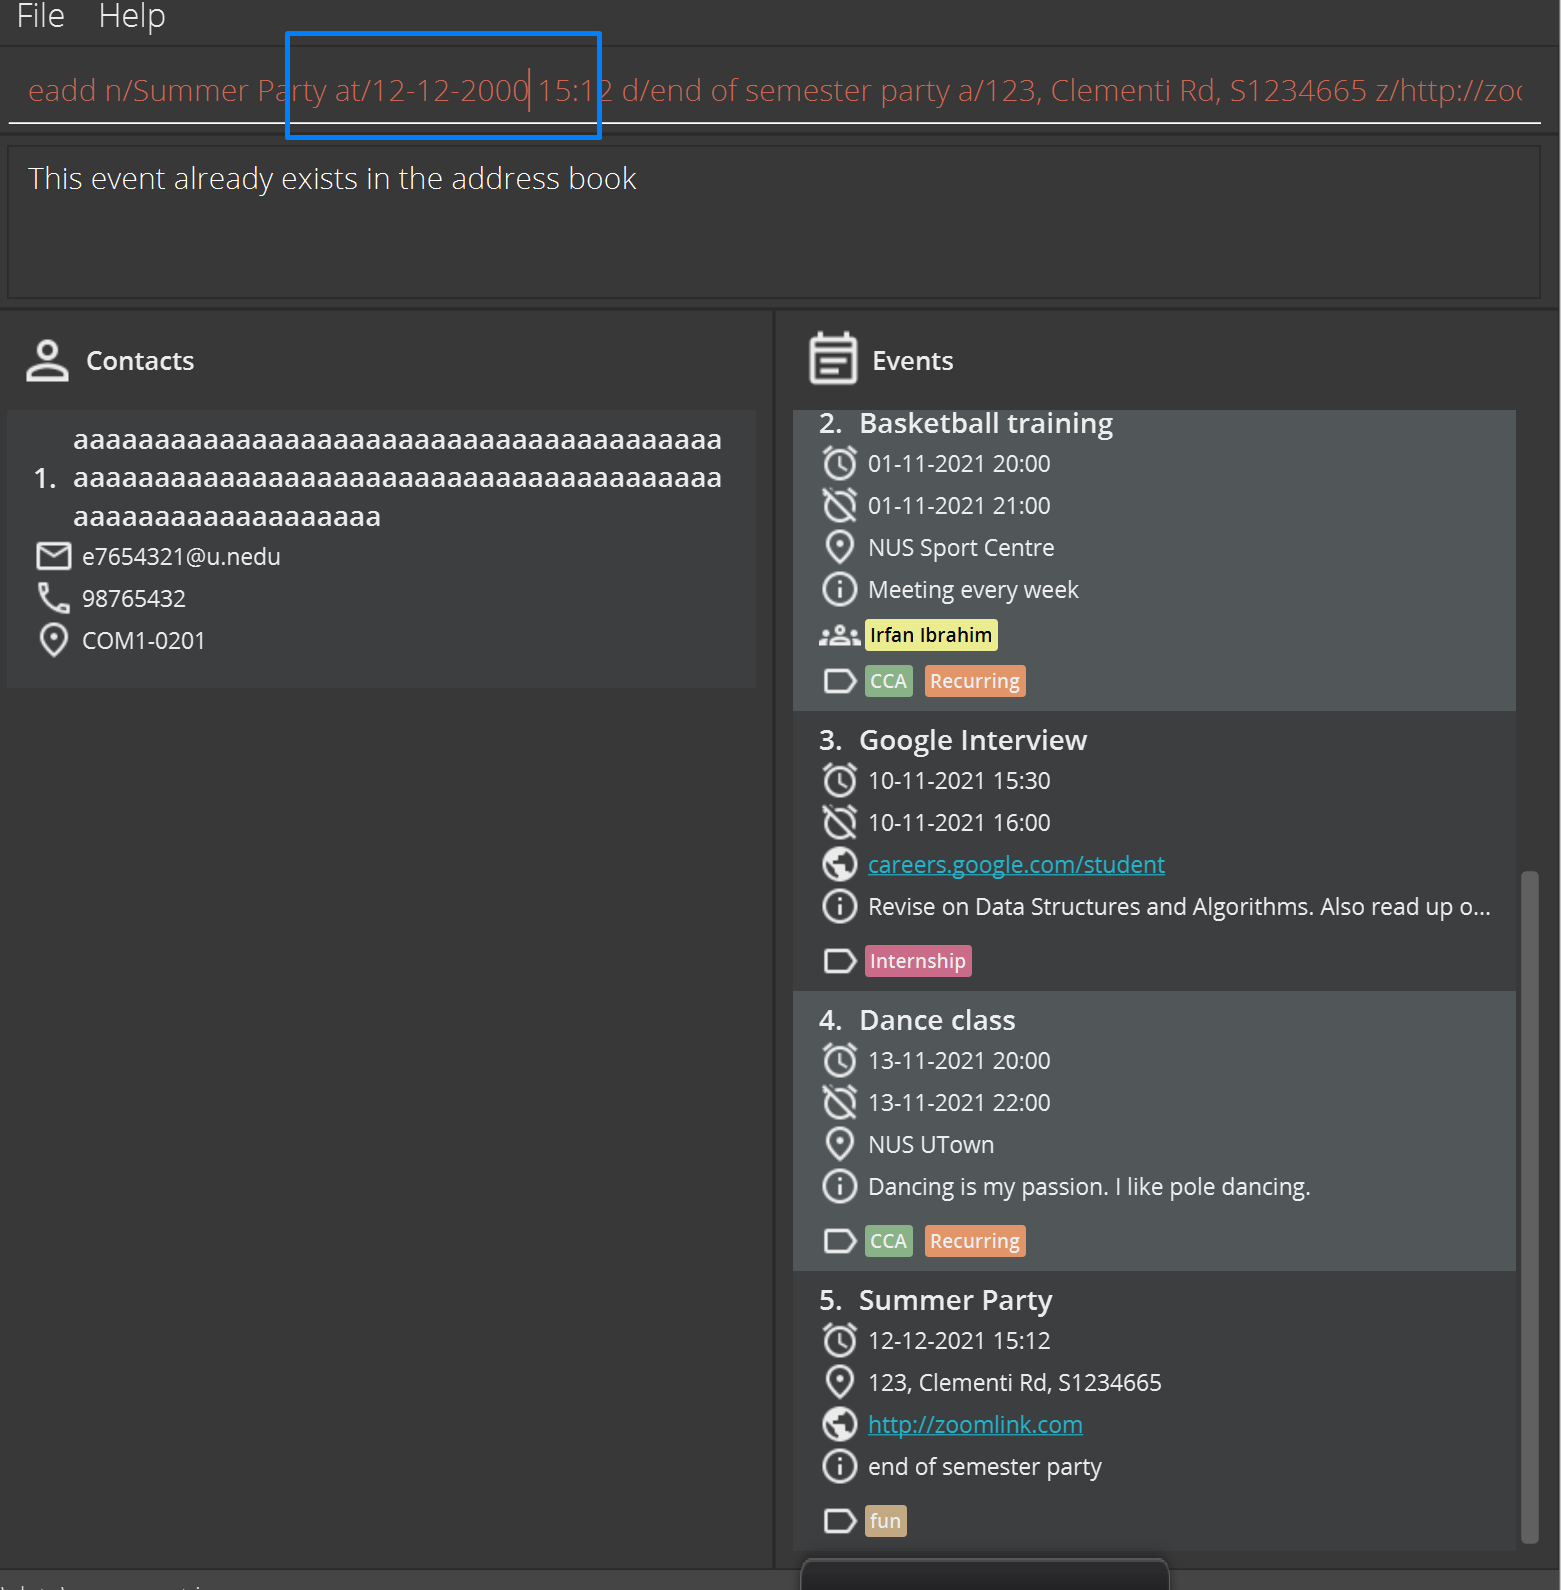 File Help
eadd n/Summer Party at/12-12-2000 15:12 d/end of semester party a/123, Clementi Rd, S1234665 z/http://zoo
This event already exists in the address book
Contacts
1. aaaaaaaaaaaaaaaaaaaaaaaaaaaaaaaaaaaaaaaa
aaaaaaaaaaaaaaaaaaaaaaaaaaaaaaaaaaaaaaaa
aaaaaaaaaaaaaaaaaaa
e7654321@u.nedu
98765432
COM1-0201
Events
2. Basketball training
01-11-2021 20:00
01-11-2021 21:00
NUS Sport Centre
Meeting every week
Irfan Ibrahim
CCA Recurring
3. Google Interview
10-11-2021 15:30
10-11-2021 16:00
careers.google.com/student
Revise on Data Structures and Algorithms. Also read up o...
Internship
4. Dance class
13-11-2021 20:00
13-11-2021 22:00
NUS UTown
Dancing is my passion. I like pole dancing.
CCA Recurring
5. Summer Party
12-12-2021 15:12
123, Clementi Rd, S1234665
http://zoomlink.com
end of semester party
fun